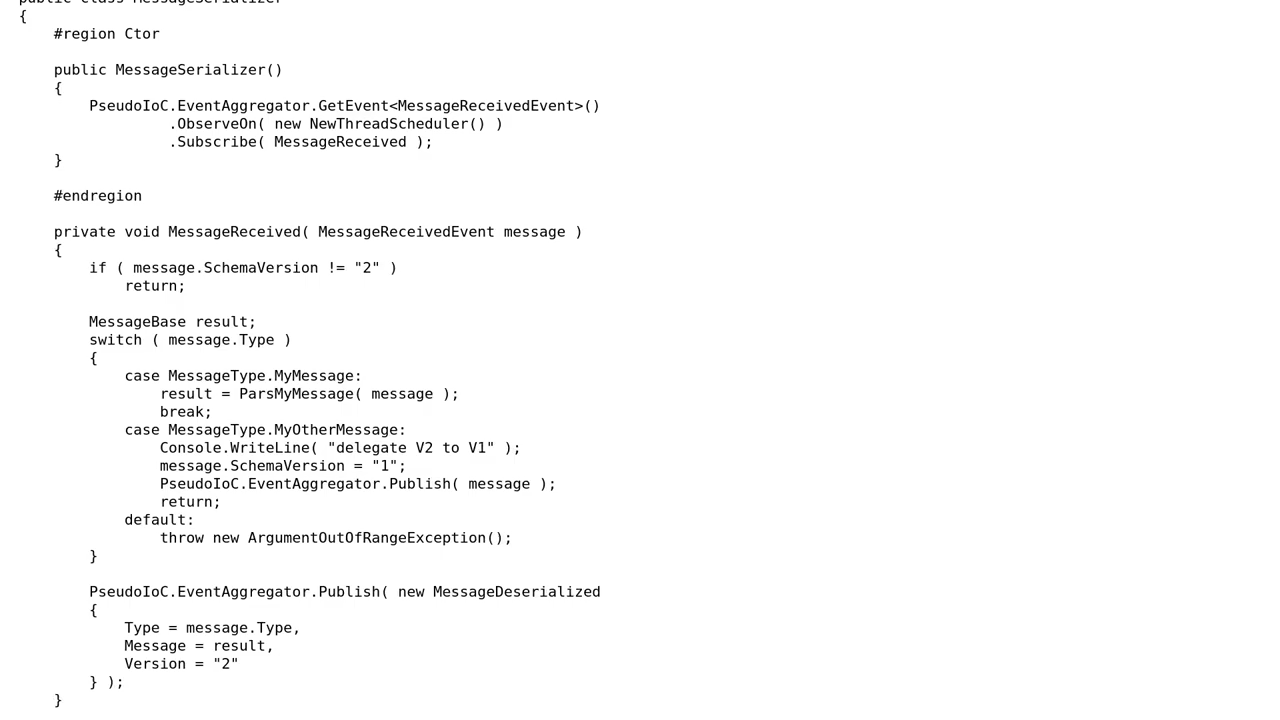 public class MessageSerializer
{
#region Ctor
public MessageSerializer()
{
PseudoIoC.EventAggregator.GetEvent<MessageReceivedEvent>()
.ObserveOn( new NewThreadScheduler() )
.Subscribe( MessageReceived );
}
#endregion
private void MessageReceived( MessageReceivedEvent message )
{
if ( message.SchemaVersion != "2" )
return;
MessageBase result;
switch ( message.Type )
{
case MessageType.MyMessage:
result = ParsMyMessage( message );
break;
case MessageType.MyOtherMessage:
Console.WriteLine( "delegate V2 to V1" );
message.SchemaVersion = "1";
PseudoIoC.EventAggregator.Publish( message );
return;
default:
throw new ArgumentOutOfRangeException();
}
PseudoIoC.EventAggregator.Publish( new MessageDeserialized
{
Type = message.Type,
Message = result,
Version = "2"
} );
}